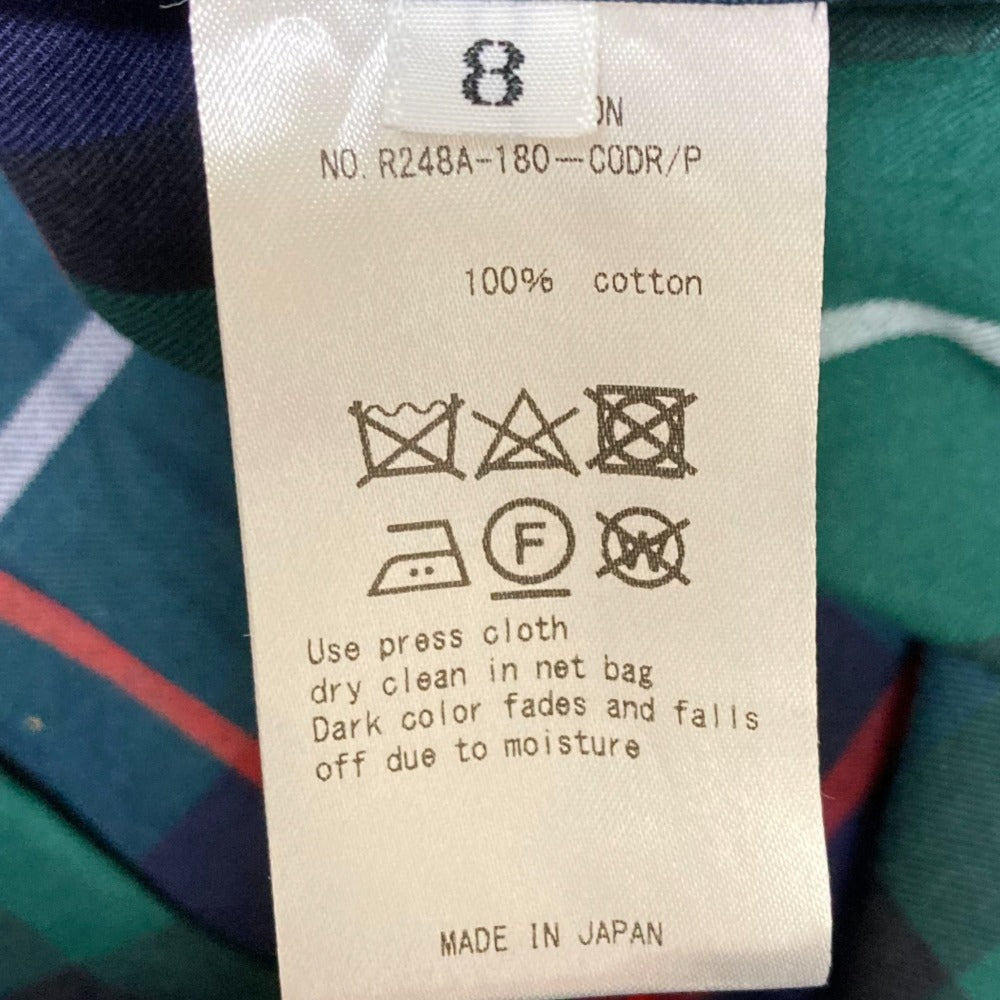 8
NO. R248A-180-CODR/P
100% cotton
F
W
Use press cloth
dry clean in net bag
Dark color fades and falls
off due to moisture
MADE IN JAPAN